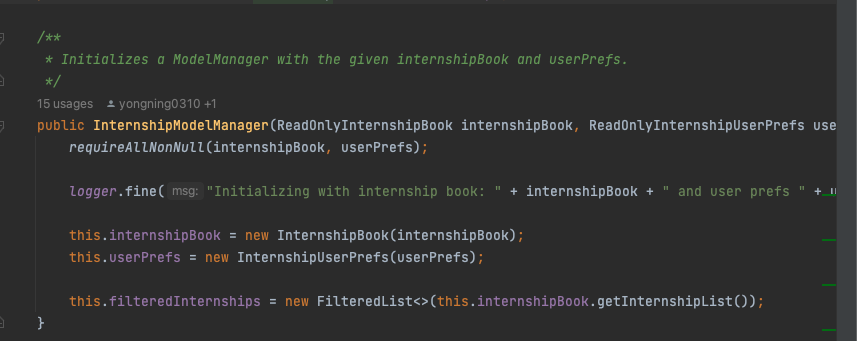 /**
 * Initializes a ModelManager with the given internshipBook and userPrefs.
 */
15 usages yongning0310 +1
public InternshipModelManager(ReadOnlyInternshipBook internshipBook, ReadOnlyInternshipUserPrefs use
requireAllNonNull(internshipBook, userPrefs);
logger.fine( msg: "Initializing with internship book: " + internshipBook + " and user prefs " + u
this.internshipBook = new InternshipBook(internshipBook);
this.userPrefs = new InternshipUserPrefs(userPrefs);
this.filteredInternships = new FilteredList<>(this.internshipBook.getInternshipList());
}